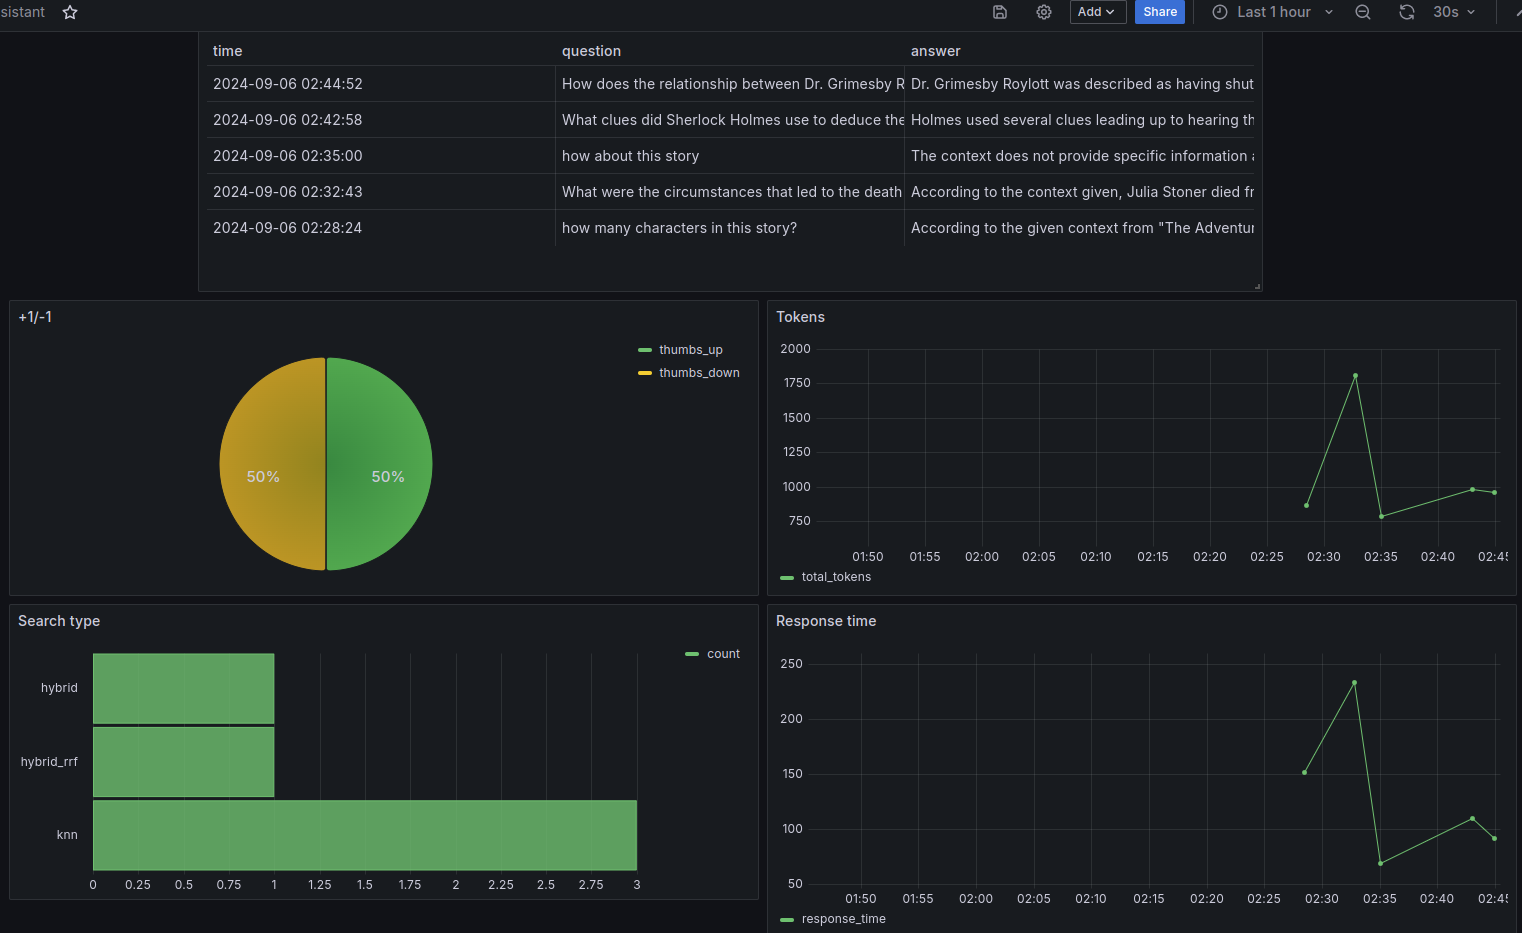 sistant Add Share Last 1 hour 30s
time question answer
2024-09-06 02:44:52 How does the relationship between Dr. Grimesby R Dr. Grimesby Roylott was described as having shut
2024-09-06 02:42:58 What clues did Sherlock Holmes use to deduce the Holmes used several clues leading up to hearing th
2024-09-06 02:35:00 how about this story The context does not provide specific information
2024-09-06 02:32:43 What were the circumstances that led to the death According to the context given, Julia Stoner died fr
2024-09-06 02:28:24 how many characters in this story? According to the given context from "The Adventur
+1/-1
thumbs_up
thumbs_down
50% 50%
Tokens
2000
1750
1500
1250
1000
750
01:50 01:55 02:00 02:05 02:10 02:15 02:20 02:25 02:30 02:35 02:40 02:45
total_tokens
Search type
count
hybrid
hybrid_rrf
knn
0 0.25 0.5 0.75 1 1.25 1.5 1.75 2 2.25 2.5 2.75 3
Response time
250
200
150
100
50
01:50 01:55 02:00 02:05 02:10 02:15 02:20 02:25 02:30 02:35 02:40 02:45
response_time